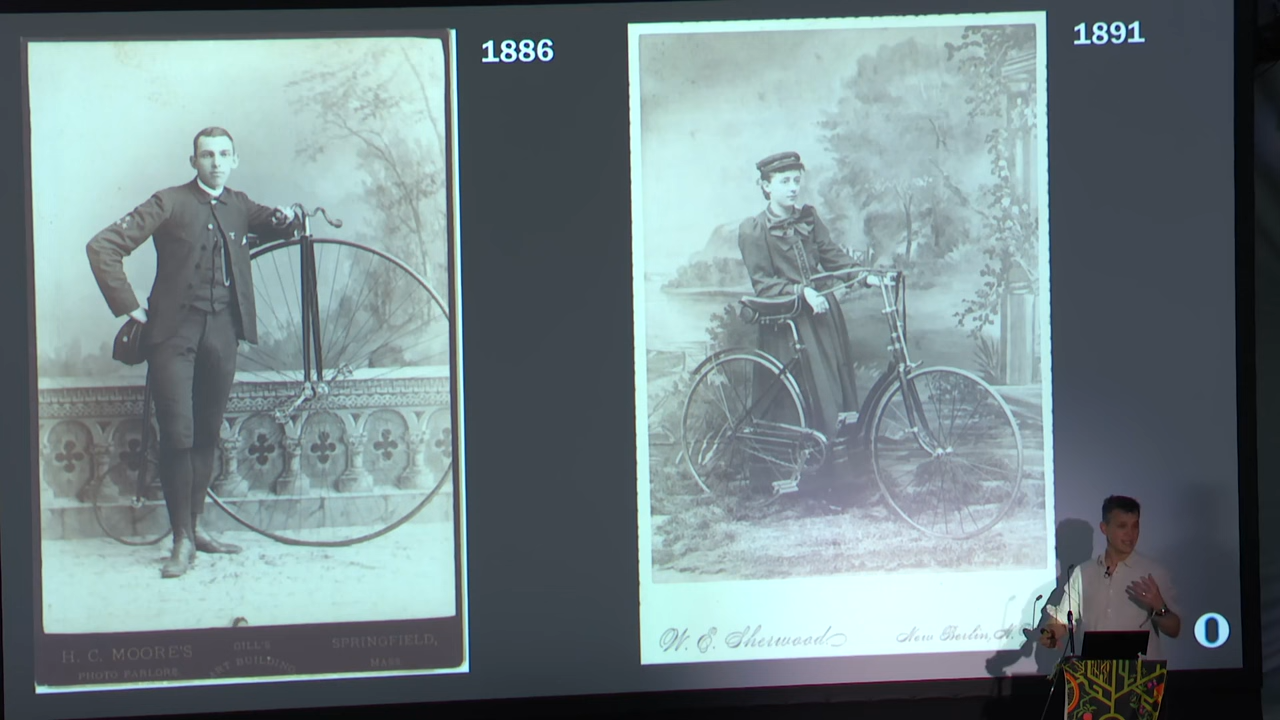 1886
1891
H. C. MOORE'S
PHOTO PARLORS,
GILL'S
ART BUILDING
SPRINGFIELD,
MASS.
W. E. Sherwood
New Berlin, N.